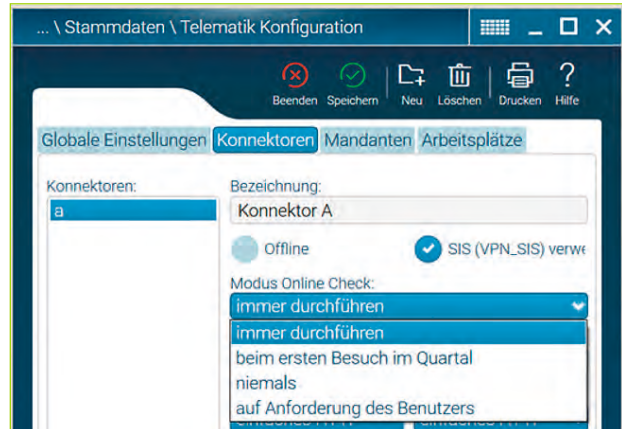 ... \ Stammdaten \ Telematik Konfiguration
Beenden Speichern Neu Löschen Drucken Hilfe
Globale Einstellungen Konnektoren Mandanten Arbeitsplätze
Konnektoren: Bezeichnung:
a Konnektor A
Offline SIS (VPN_SIS) verwe
Modus Online Check:
immer durchführen
immer durchführen
beim ersten Besuch im Quartal
niemals
auf Anforderung des Benutzers